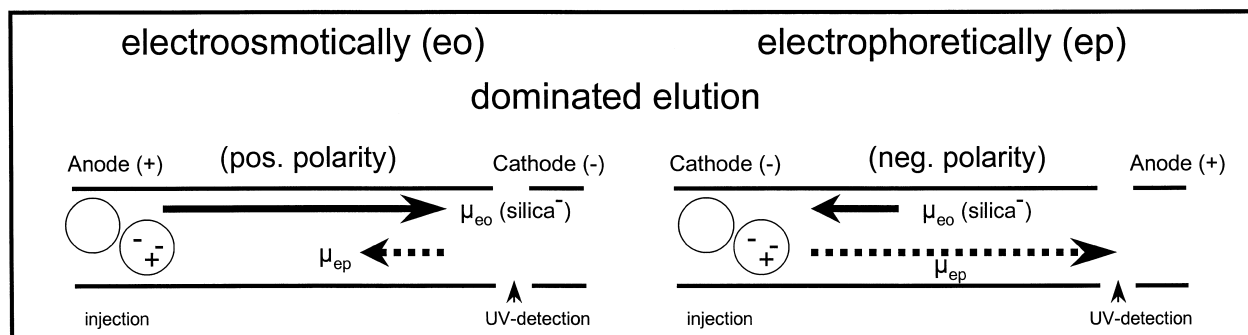 electroosmotically (eo)
electrophoretically (ep)
dominated elution
Anode (+)
(pos. polarity)
Cathode (-)
Cathode (-)
(neg. polarity)
Anode (+)
μeo (silica⁻)
μeo (silica⁻)
- - +
μep
- - +
μep
injection
UV-detection
injection
UV-detection